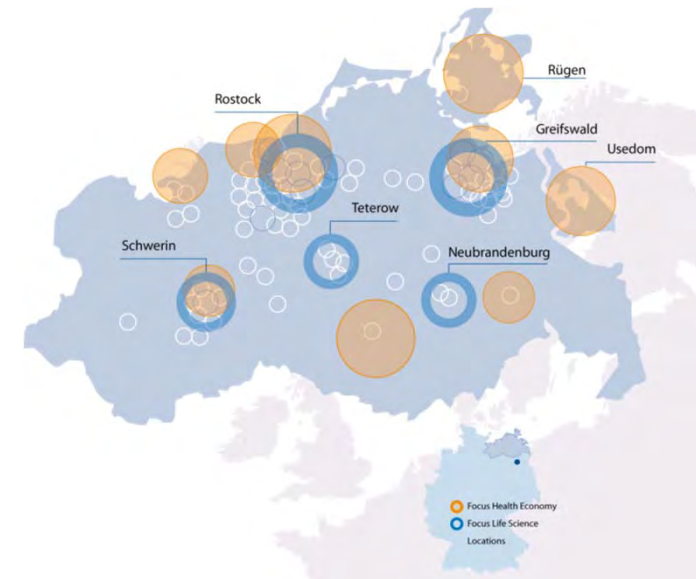 Rügen
Rostock
Greifswald
Usedom
Teterow
Schwerin
Neubrandenburg
Focus Health Economy
Focus Life Science
Locations